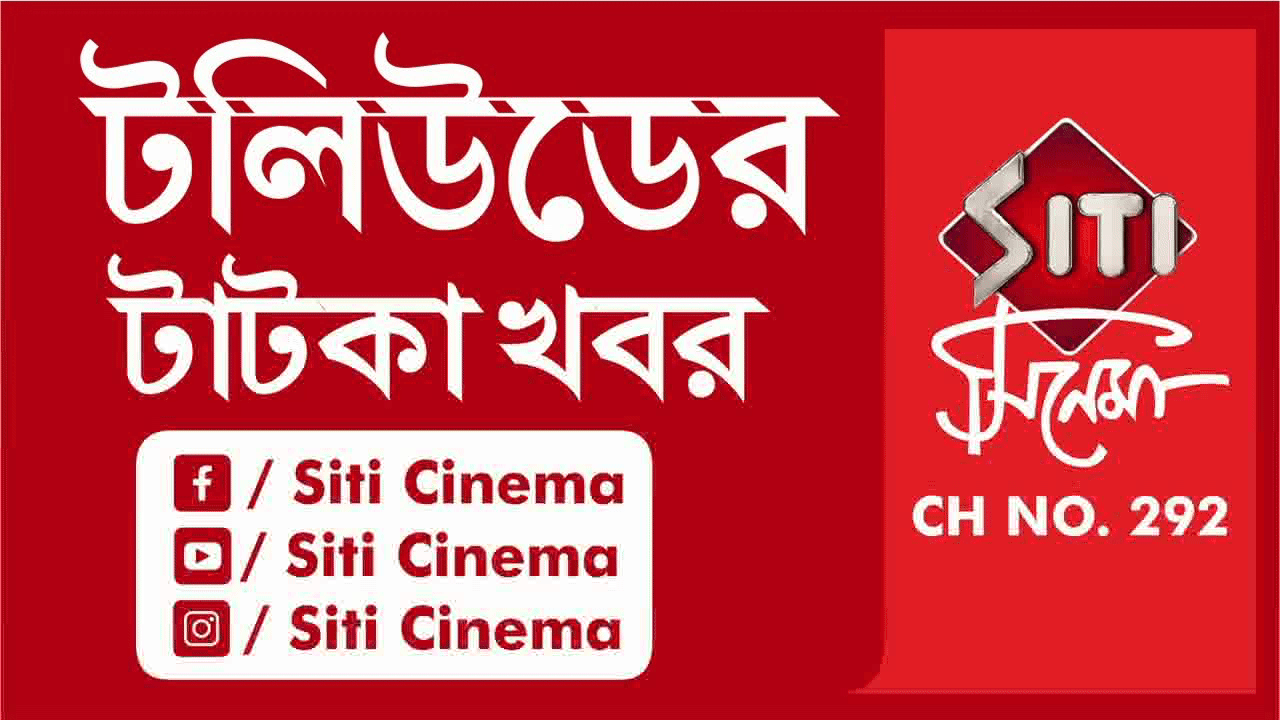 টলিউডের
টাটকা খবর
/ Siti Cinema
/ Siti Cinema
/ Siti Cinema
SITI
সিনেমা
CH NO. 292